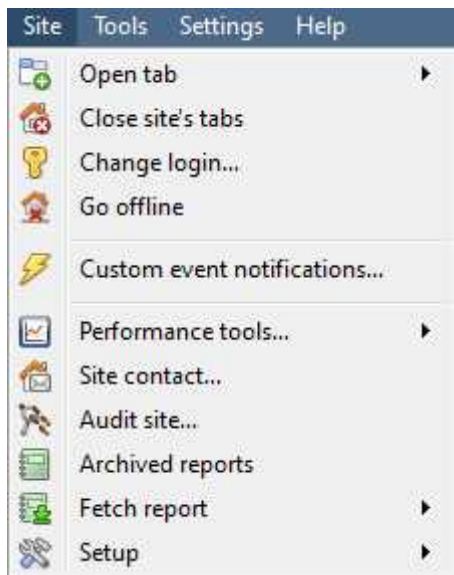 Site Tools Settings Help
Open tab
Close site's tabs
Change login...
Go offline
Custom event notifications...
Performance tools...
Site contact...
Audit site...
Archived reports
Fetch report
Setup